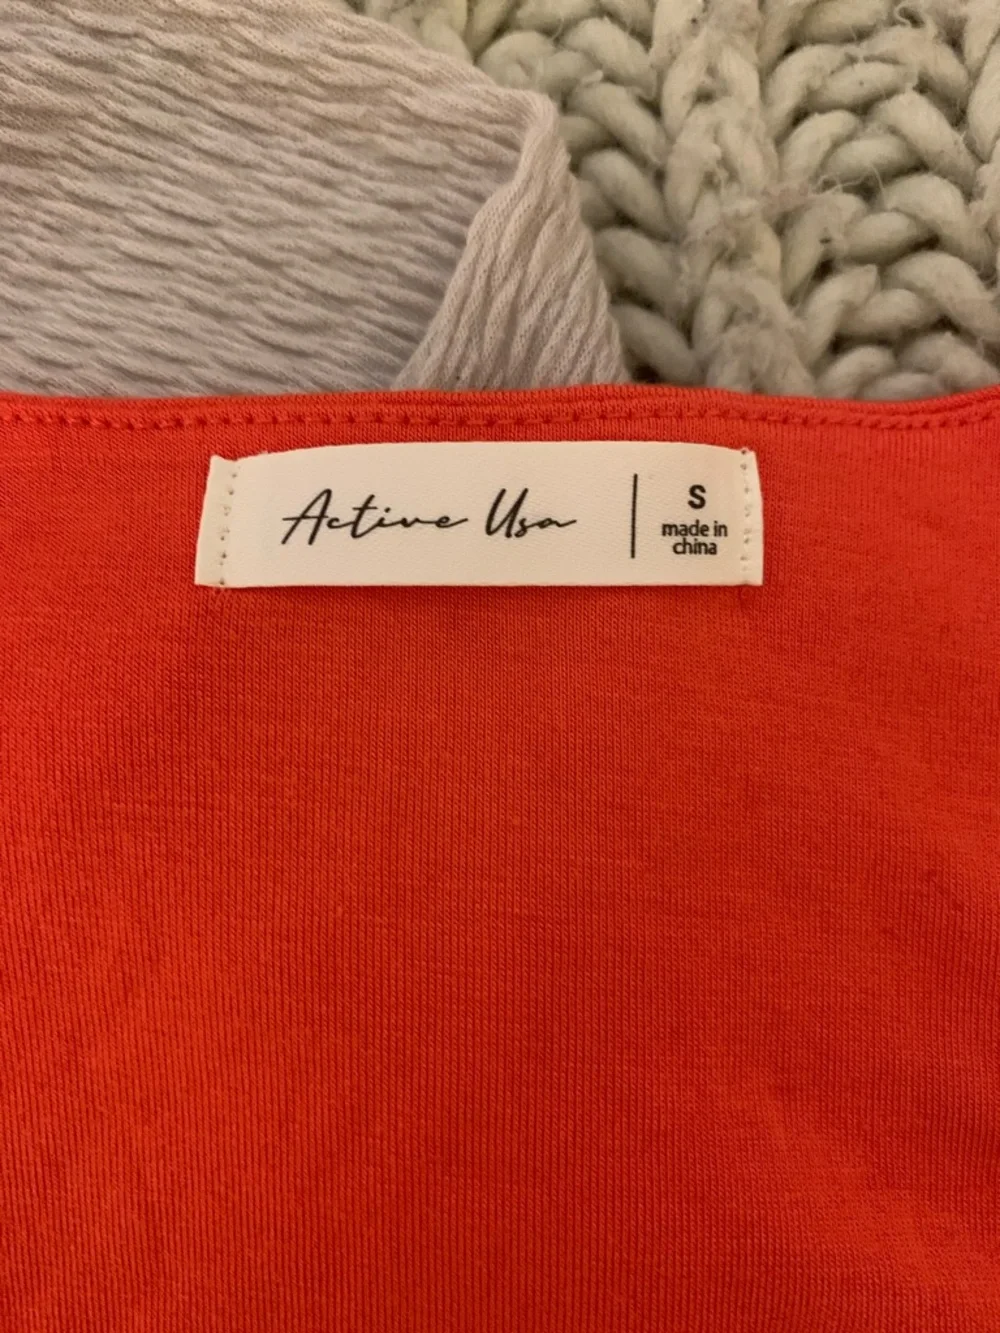 Active Usa
S
made in
china